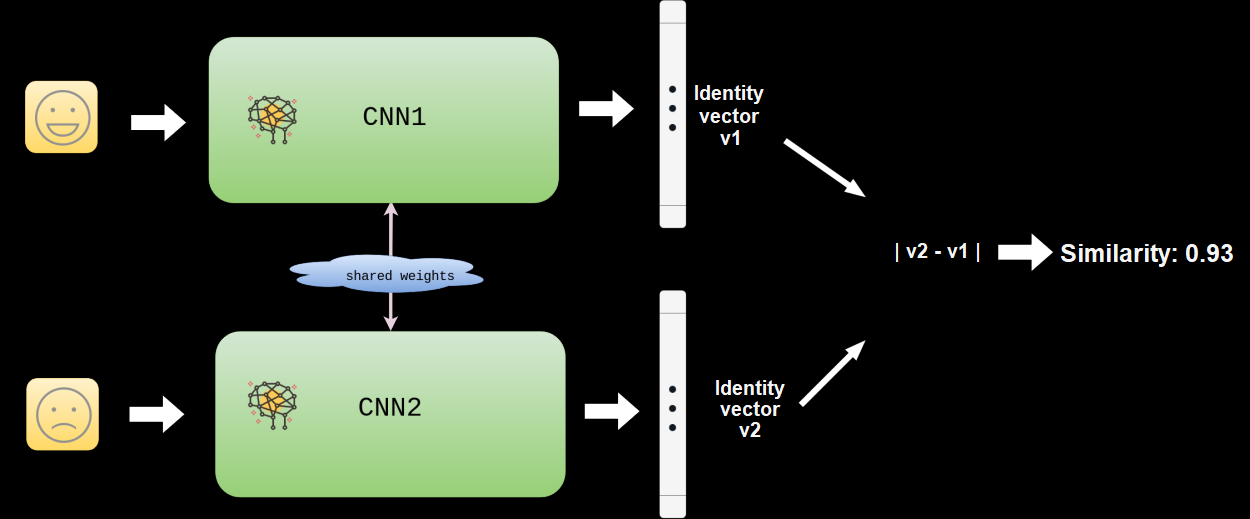 CNN1
Identity
vector
v1
shared weights
| v2 - v1 |
Similarity: 0.93
CNN2
Identity
vector
v2